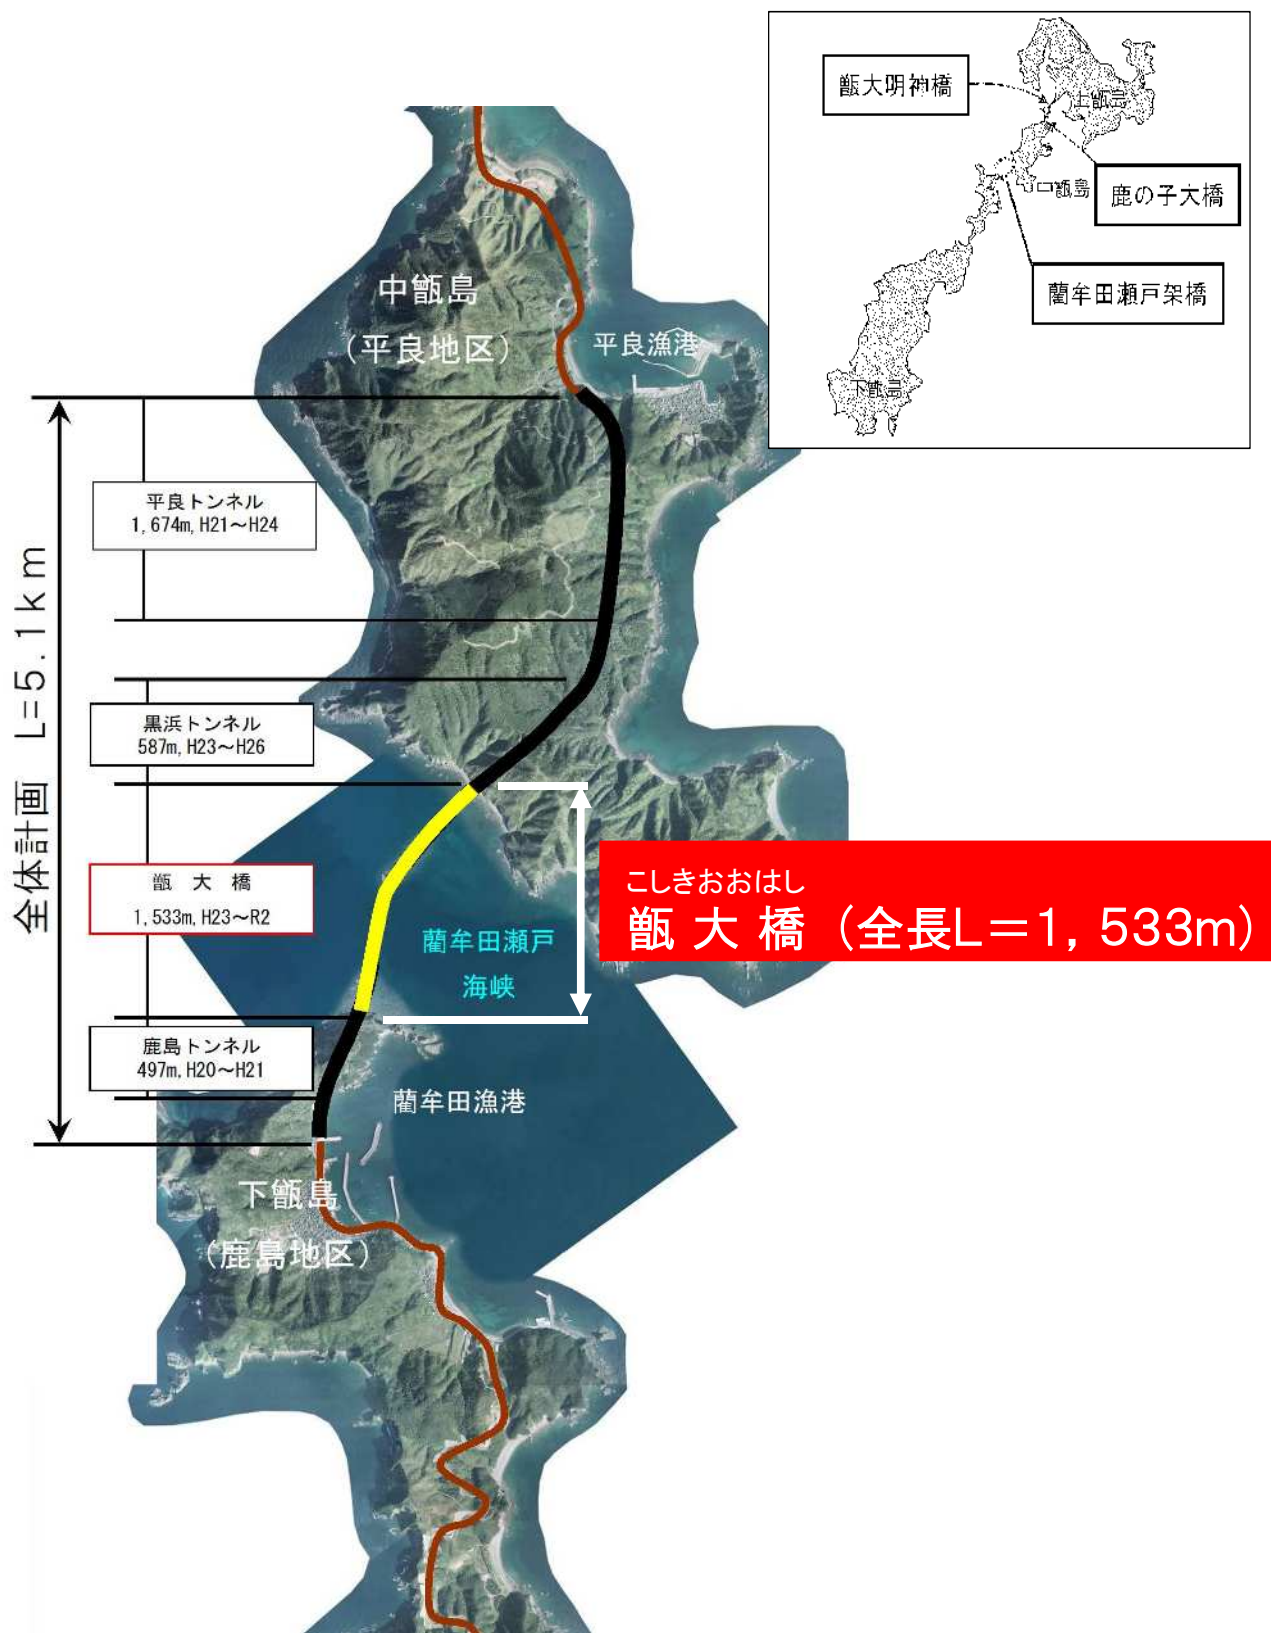 甑大明神橋
上甑島
中甑島
鹿の子大橋
藺牟田瀬戸架橋
下甑島
中甑島
（平良地区）
平良漁港
平良トンネル
1,674m, H21～H24
黒浜トンネル
587m, H23～H26
全体計画 L=5.1km
甑大橋
1,533m, H23～R2
こしきおおはし
甑大橋（全長L＝1,533m）
藺牟田瀬戸
海峡
鹿島トンネル
497m, H20～H21
藺牟田漁港
下甑島
（鹿島地区）